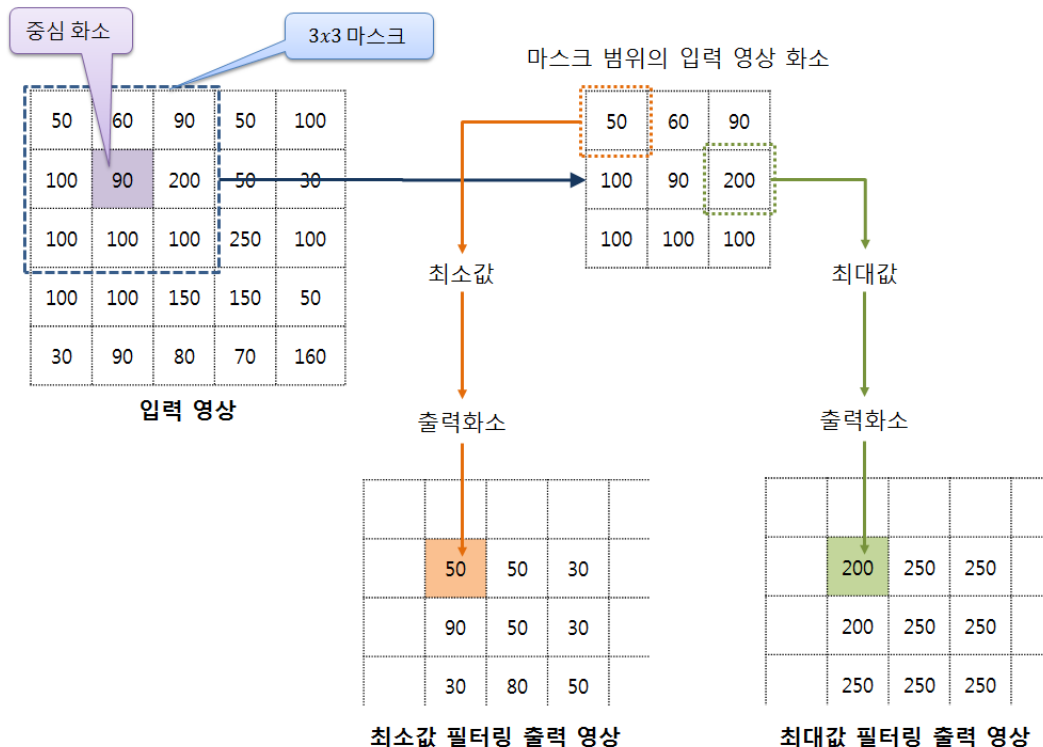 중심 화소
3x3 마스크
마스크 범위의 입력 영상 화소
50 60 90 50 100
100 90 200 50 30
100 100 100 250 100
100 100 150 150 50
30 90 80 70 160
입력 영상
50 60 90
100 90 200
100 100 100
최소값
최대값
출력화소
출력화소
50 50 30
90 50 30
30 80 50
최소값 필터링 출력 영상
200 250 250
200 250 250
250 250 250
최대값 필터링 출력 영상